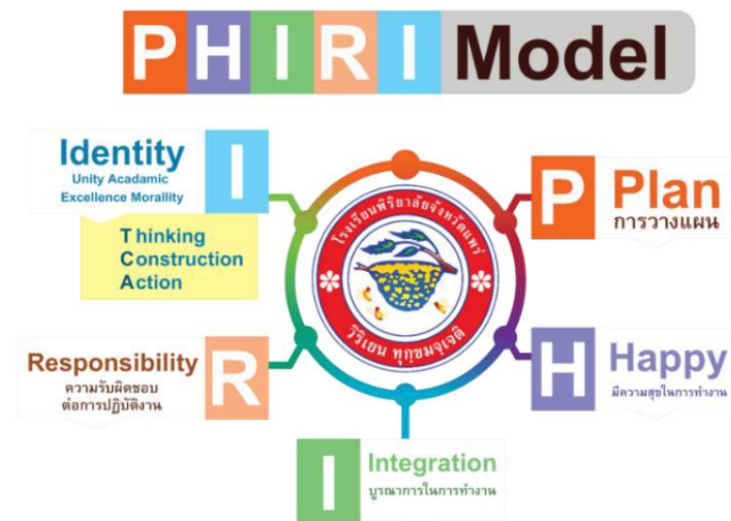 PHIRI Model
I
Identity
Unity Acadamic
Excellence Morallity
Thinking
Construction
Action
P
Plan
การวางแผน
โรงเรียนพิริยาลัยจังหวัดแพร่
วิริเยน ทุกฺขมจฺเจติ
R
Responsibility
ความรับผิดชอบ
ต่อการปฏิบัติงาน
H
Happy
มีความสุขในการทำงาน
I
Integration
บูรณาการในการทำงาน